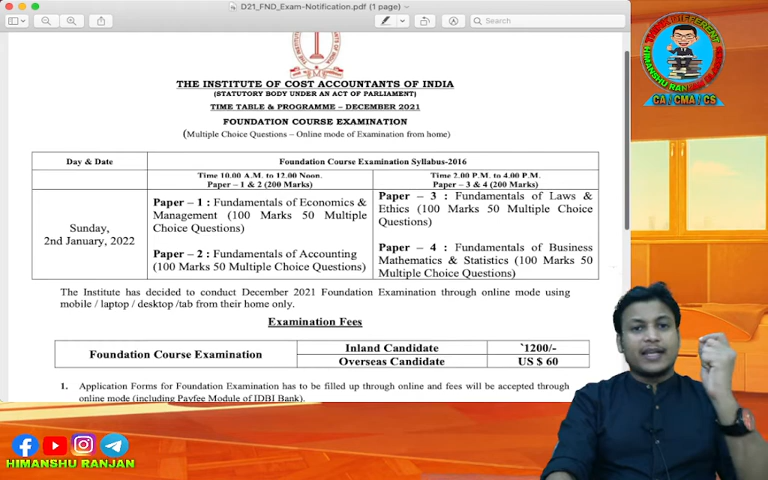 D21_FND_Exam-Notification.pdf (1 page)
Search
THE INSTITUTE OF COST ACCOUNTANTS OF INDIA
(STATUTORY BODY UNDER AN ACT OF PARLIAMENT)
TIME TABLE & PROGRAMME – DECEMBER 2021
FOUNDATION COURSE EXAMINATION
(Multiple Choice Questions – Online mode of Examination from home)
Day & Date
Foundation Course Examination Syllabus-2016
Time 10.00 A.M. to 12.00 Noon.
Paper – 1 & 2 (200 Marks)
Time 2.00 P.M. to 4.00 P.M.
Paper – 3 & 4 (200 Marks)
Sunday,
2nd January, 2022
Paper – 1 : Fundamentals of Economics &
Management (100 Marks 50 Multiple
Choice Questions)
Paper – 2 : Fundamentals of Accounting
(100 Marks 50 Multiple Choice Questions)
Paper – 3 : Fundamentals of Laws &
Ethics (100 Marks 50 Multiple Choice
Questions)
Paper – 4 : Fundamentals of Business
Mathematics & Statistics (100 Marks 50
Multiple Choice Questions)
The Institute has decided to conduct December 2021 Foundation Examination through online mode using
mobile / laptop / desktop /tab from their home only.
Examination Fees
Foundation Course Examination
Inland Candidate
`1200/-
Overseas Candidate
US $ 60
1. Application Forms for Foundation Examination has to be filled up through online and fees will be accepted through
online mode (including Payfee Module of IDBI Bank).
THINK DIFFERENT
HIMANSHU RANJAN
CA / CMA / CS
HIMANSHU RANJAN